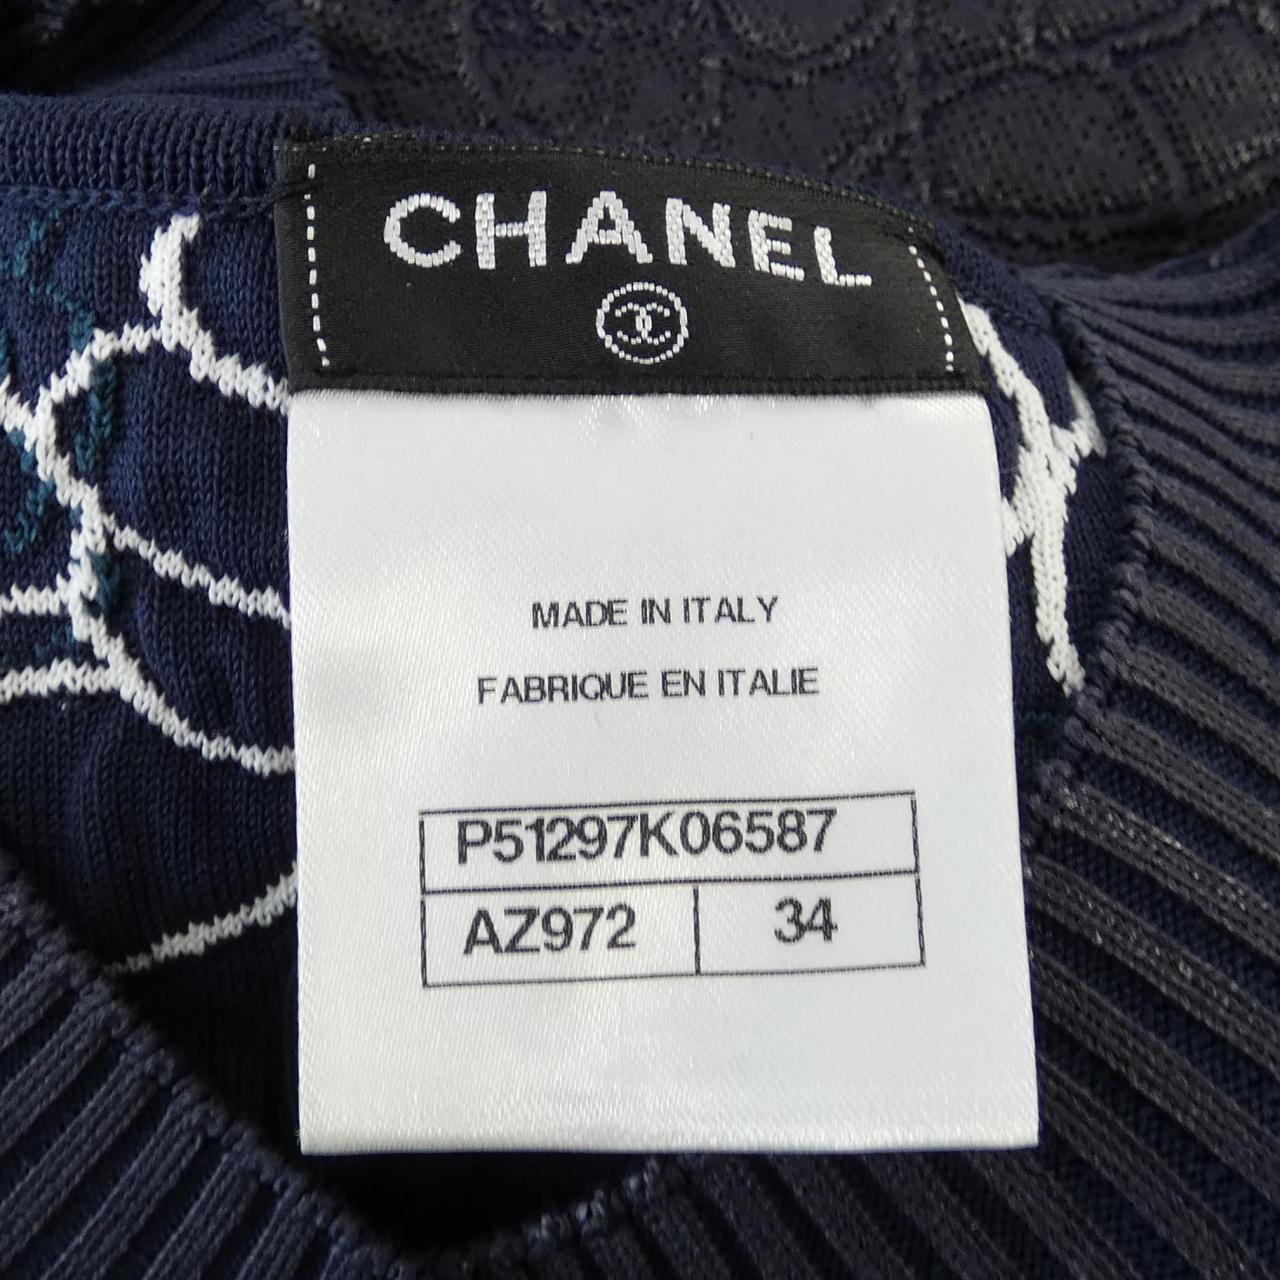 CHANEL
MADE IN ITALY
FABRIQUE EN ITALIE
P51297K06587
AZ972 34